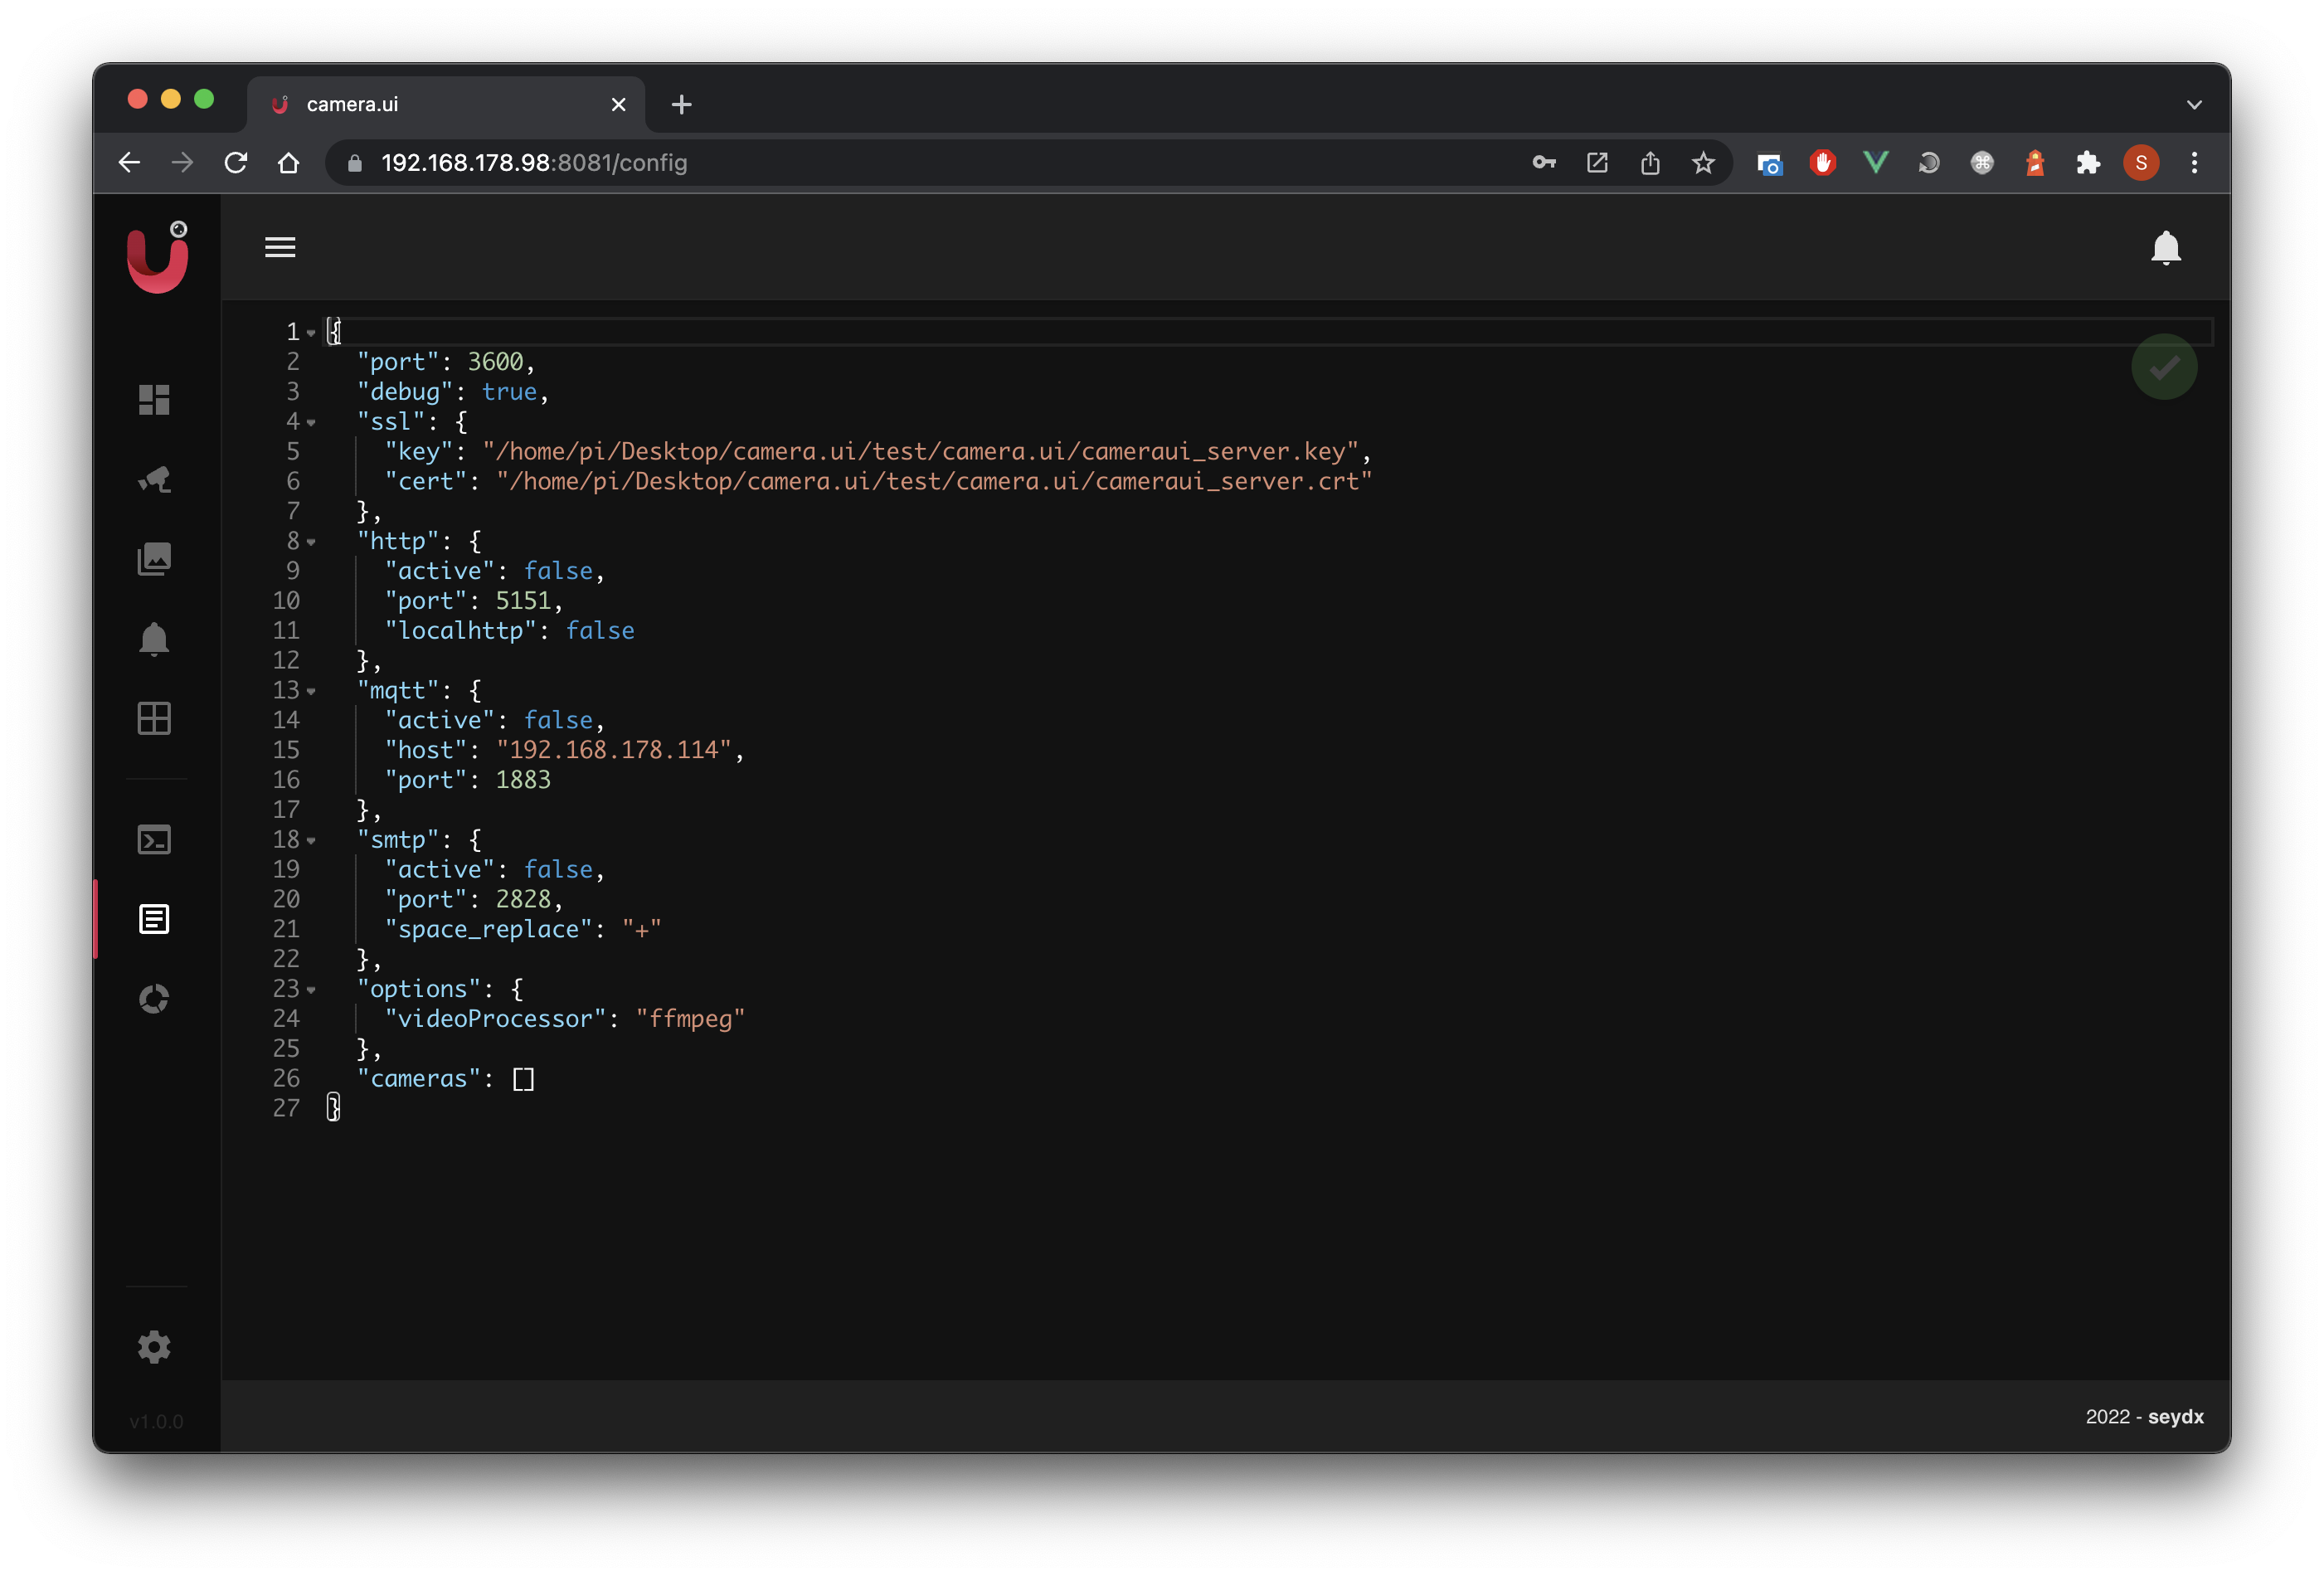 camera.ui
192.168.178.98:8081/config
S
1 {
2 "port": 3600,
3 "debug": true,
4 "ssl": {
5 "key": "/home/pi/Desktop/camera.ui/test/camera.ui/cameraui_server.key",
6 "cert": "/home/pi/Desktop/camera.ui/test/camera.ui/cameraui_server.crt"
7 },
8 "http": {
9 "active": false,
10 "port": 5151,
11 "localhttp": false
12 },
13 "mqtt": {
14 "active": false,
15 "host": "192.168.178.114",
16 "port": 1883
17 },
18 "smtp": {
19 "active": false,
20 "port": 2828,
21 "space_replace": "+"
22 },
23 "options": {
24 "videoProcessor": "ffmpeg"
25 },
26 "cameras": []
27 }
v1.0.0
2022 - seydx